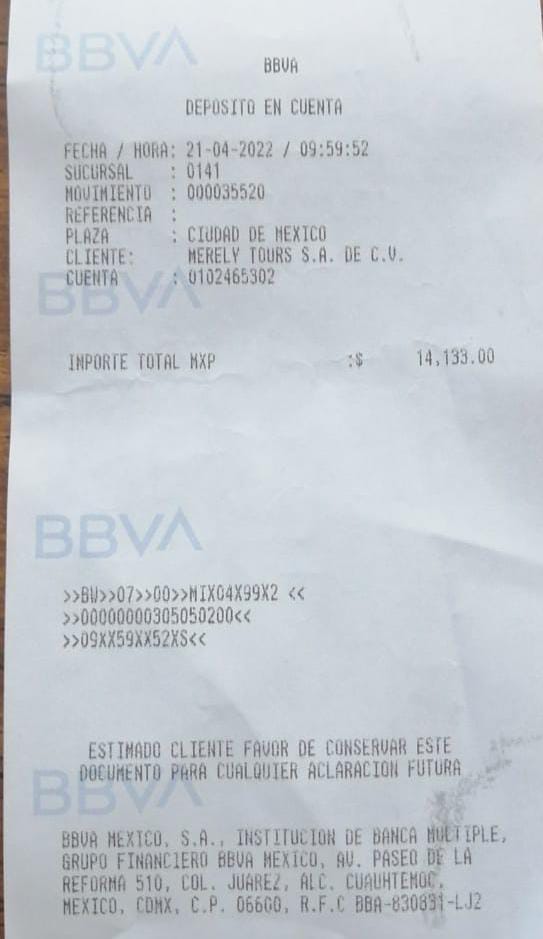 BBVA
BBVA
DEPOSITO EN CUENTA
FECHA / HORA: 21-04-2022 / 09:59:52
SUCURSAL : 0141
MOVIMIENTO : 000035520
REFERENCIA :
PLAZA : CIUDAD DE MEXICO
CLIENTE: MERELY TOURS S.A. DE C.V.
CUENTA : 0102465302
BBVA
IMPORTE TOTAL MXP :$ 14,133.00
BBVA
>>BW>>07>>00>>MIX04X99X2 <<
>>00000000305050200<<
>>09XX59XX52XS<<
ESTIMADO CLIENTE FAVOR DE CONSERVAR ESTE
DOCUMENTO PARA CUALQUIER ACLARACION FUTURA
BBVA
BBVA MEXICO, S.A., INSTITUCION DE BANCA MULTIPLE,
GRUPO FINANCIERO BBVA MEXICO, AV. PASEO DE LA
REFORMA 510, COL. JUAREZ, ALC. CUAUHTEMOC,
MEXICO, CDMX, C.P. 06600, R.F.C BBA-830831-LJ2